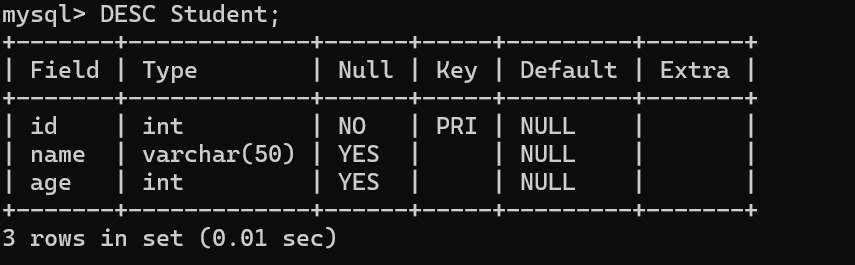 mysql> DESC Student;
+-------+-------------+------+-----+---------+-------+
| Field | Type        | Null | Key | Default | Extra |
+-------+-------------+------+-----+---------+-------+
| id    | int         | NO   | PRI | NULL    |       |
| name  | varchar(50) | YES  |     | NULL    |       |
| age   | int         | YES  |     | NULL    |       |
+-------+-------------+------+-----+---------+-------+
3 rows in set (0.01 sec)